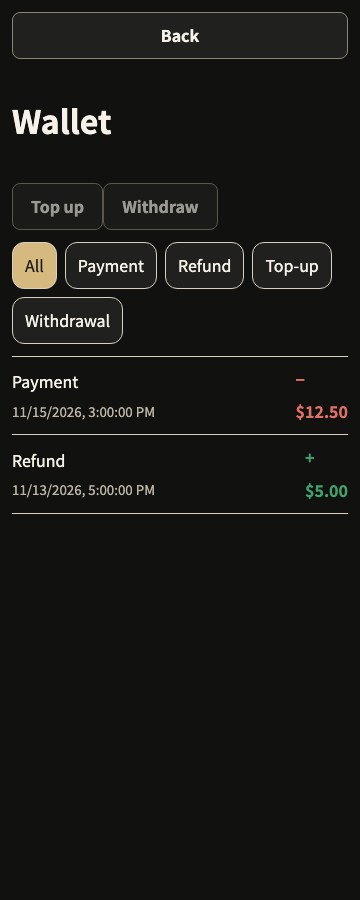 Back
Wallet
Top up Withdraw
All Payment Refund Top-up
Withdrawal
Payment −
11/15/2026, 3:00:00 PM $12.50
Refund +
11/13/2026, 5:00:00 PM $5.00